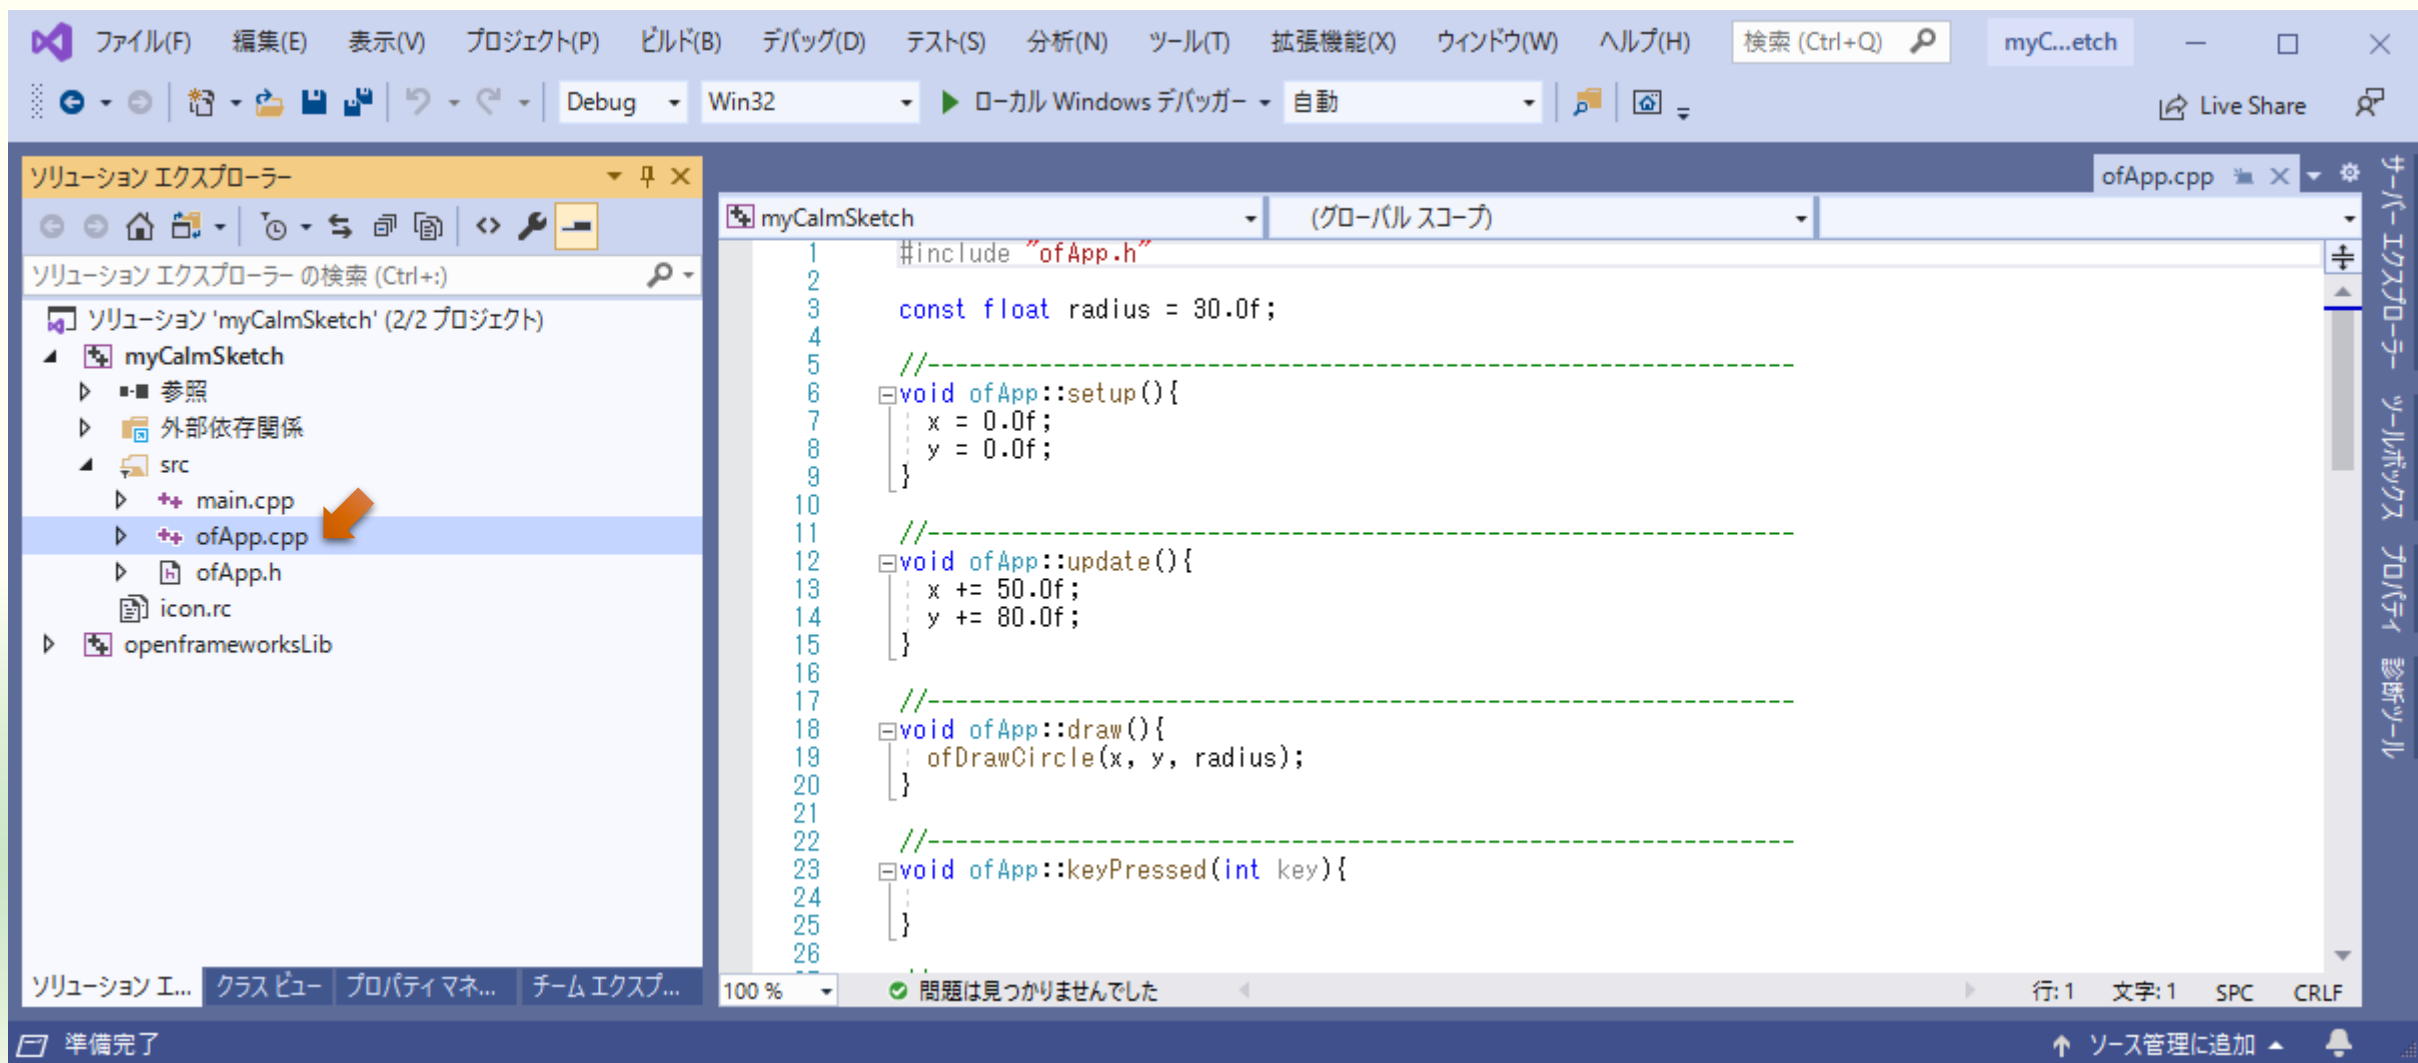 ファイル(F) 編集(E) 表示(V) プロジェクト(P) ビルド(B) デバッグ(D) テスト(S) 分析(N) ツール(T) 拡張機能(X) ウィンドウ(W) ヘルプ(H) 検索 (Ctrl+Q) myC...etch
Debug Win32 ローカル Windows デバッガー 自動 Live Share
ソリューション エクスプローラー
ソリューション エクスプローラー の検索 (Ctrl+:)
ソリューション 'myCalmSketch' (2/2 プロジェクト)
myCalmSketch
参照
外部依存関係
src
main.cpp
ofApp.cpp
ofApp.h
icon.rc
openframeworksLib
ソリューション エ... クラス ビュー プロパティ マネ... チーム エクスプ...
ofApp.cpp
myCalmSketch (グローバル スコープ)
1 #include "ofApp.h"
2
3 const float radius = 30.0f;
4
5 //--------------------------------------------------------------
6 void ofApp::setup(){
7 x = 0.0f;
8 y = 0.0f;
9 }
10
11 //--------------------------------------------------------------
12 void ofApp::update(){
13 x += 50.0f;
14 y += 80.0f;
15 }
16
17 //--------------------------------------------------------------
18 void ofApp::draw(){
19 ofDrawCircle(x, y, radius);
20 }
21
22 //--------------------------------------------------------------
23 void ofApp::keyPressed(int key){
24
25 }
26
100 % 問題は見つかりませんでした 行: 1 文字: 1 SPC CRLF
サーバー エクスプローラー
ツールボックス
プロパティ
診断ツール
準備完了 ソース管理に追加